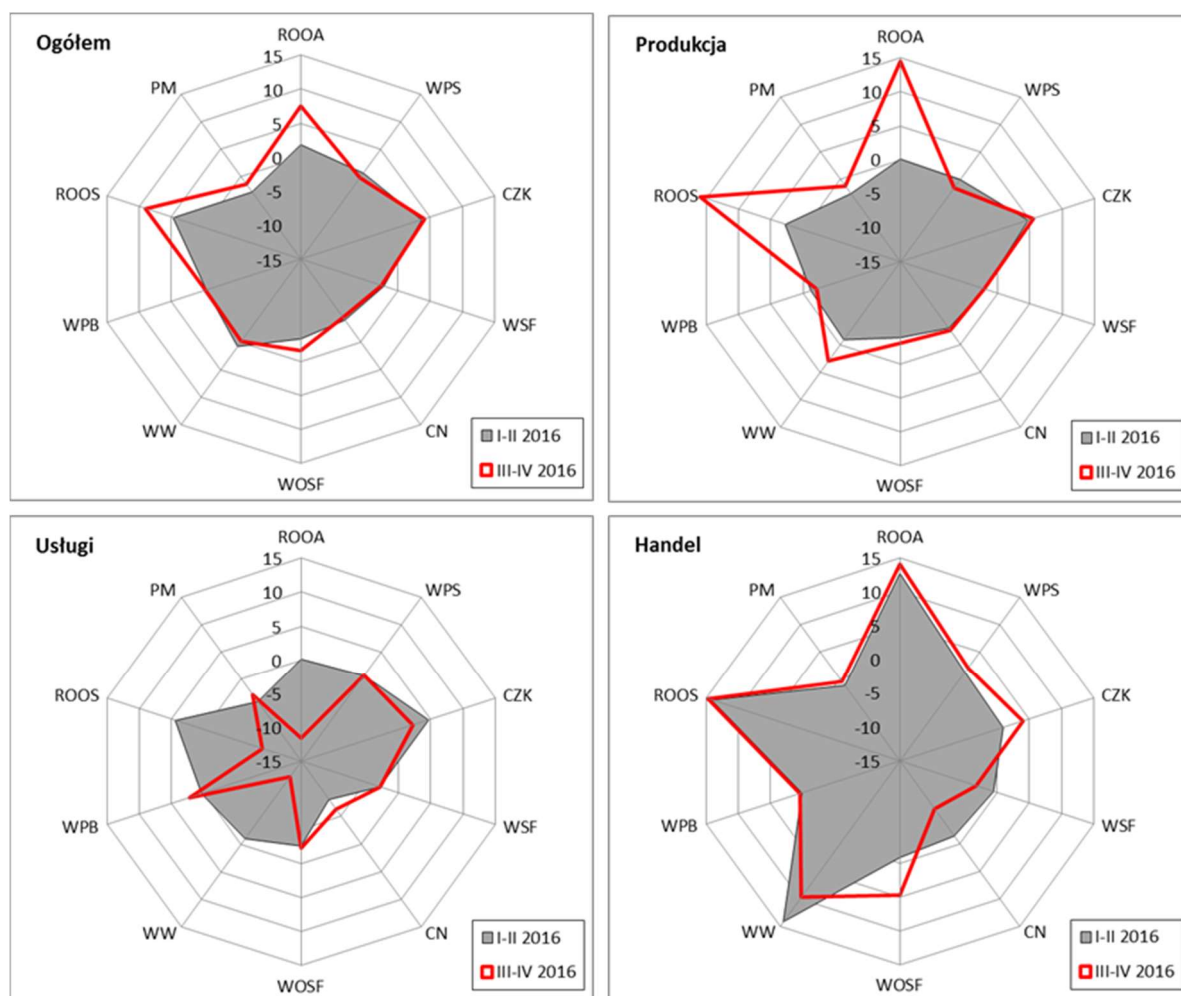 Ogółem
ROOA
WPS
CZK
WSF
CN
WOSF
WW
WPB
ROOS
PM
15
10
5
0
-5
-10
-15
I-II 2016
III-IV 2016
Produkcja
ROOA
WPS
CZK
WSF
CN
WOSF
WW
WPB
ROOS
PM
15
10
5
0
-5
-10
-15
I-II 2016
III-IV 2016
Usługi
ROOA
WPS
CZK
WSF
CN
WOSF
WW
WPB
ROOS
PM
15
10
5
0
-5
-10
-15
I-II 2016
III-IV 2016
Handel
ROOA
WPS
CZK
WSF
CN
WOSF
WW
WPB
ROOS
PM
15
10
5
0
-5
-10
-15
I-II 2016
III-IV 2016